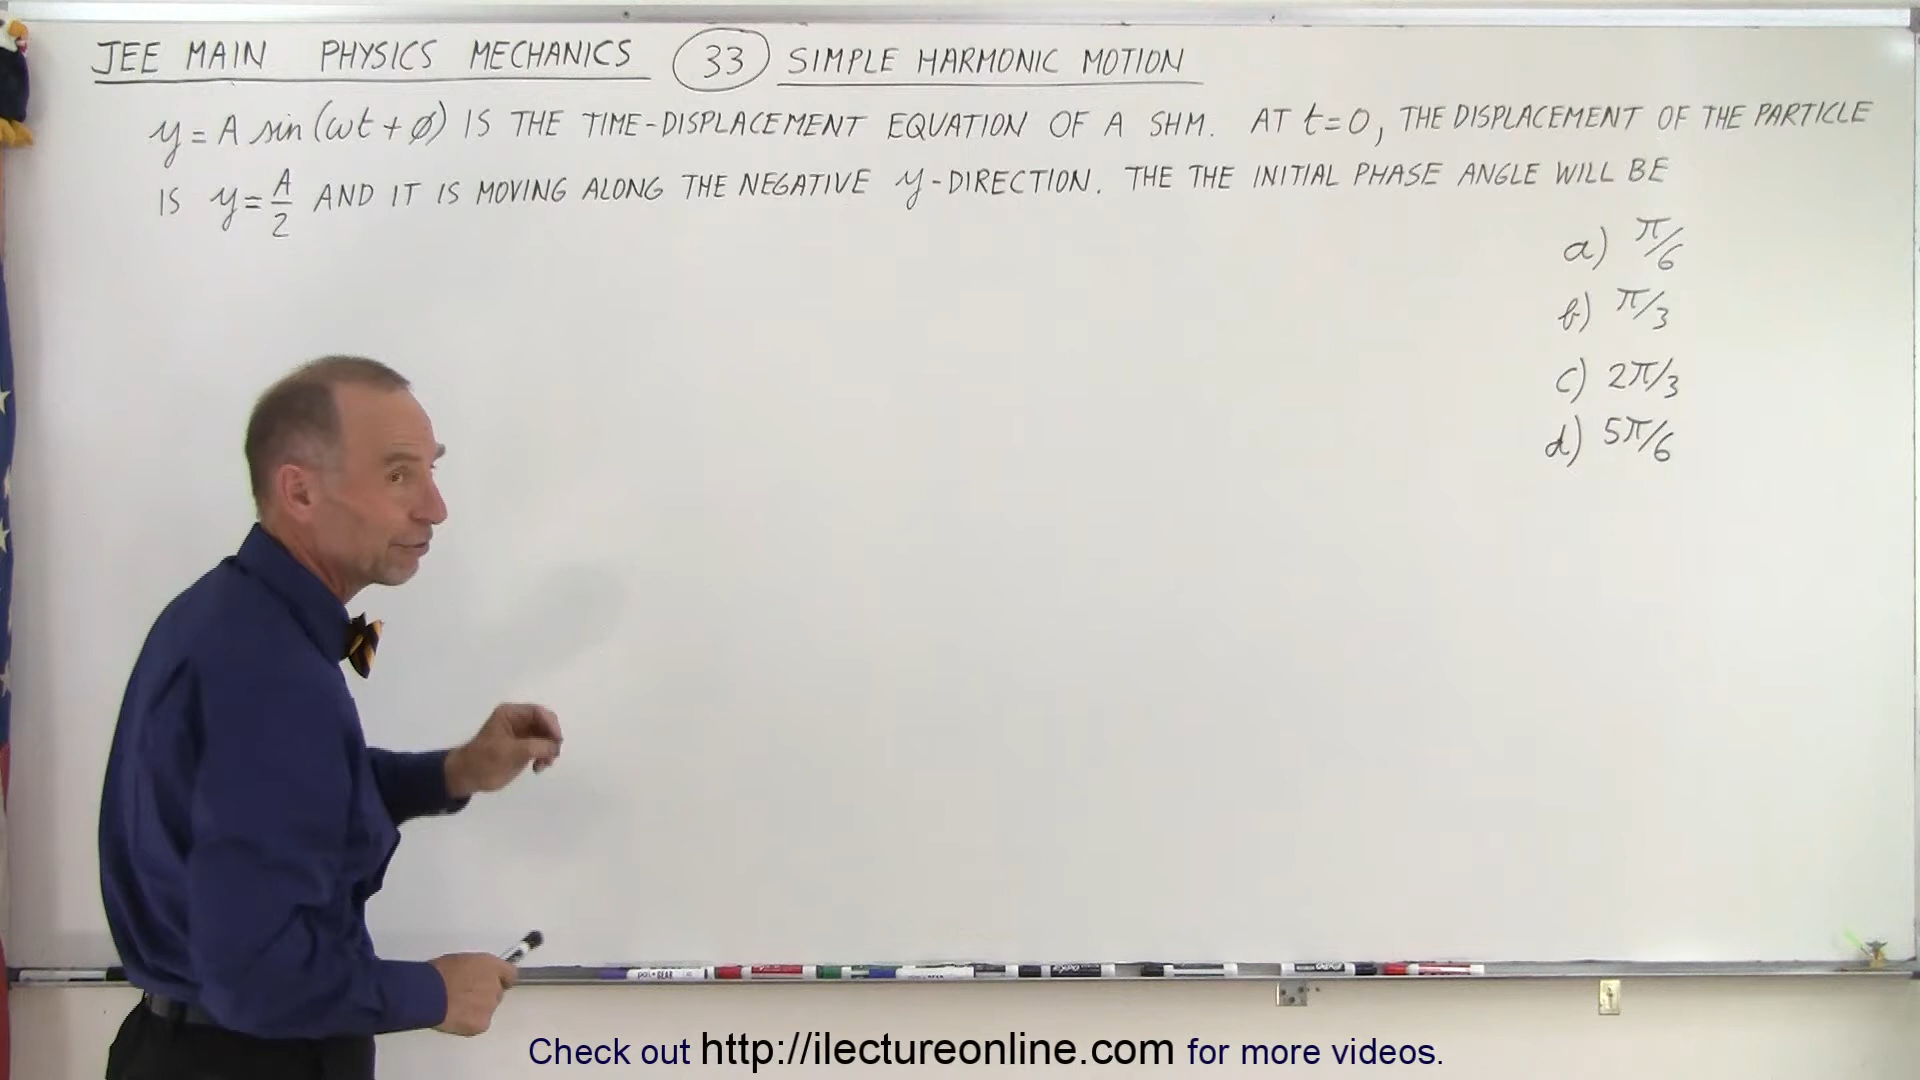 JEE MAIN PHYSICS MECHANICS 33 SIMPLE HARMONIC MOTION
y = A sin(ωt + ø) IS THE TIME-DISPLACEMENT EQUATION OF A SHM. AT t=0, THE DISPLACEMENT OF THE PARTICLE
IS y = A/2 AND IT IS MOVING ALONG THE NEGATIVE y-DIRECTION. THE THE INITIAL PHASE ANGLE WILL BE
a) π/6
b) π/3
c) 2π/3
d) 5π/6
Check out http://ilectureonline.com for more videos.